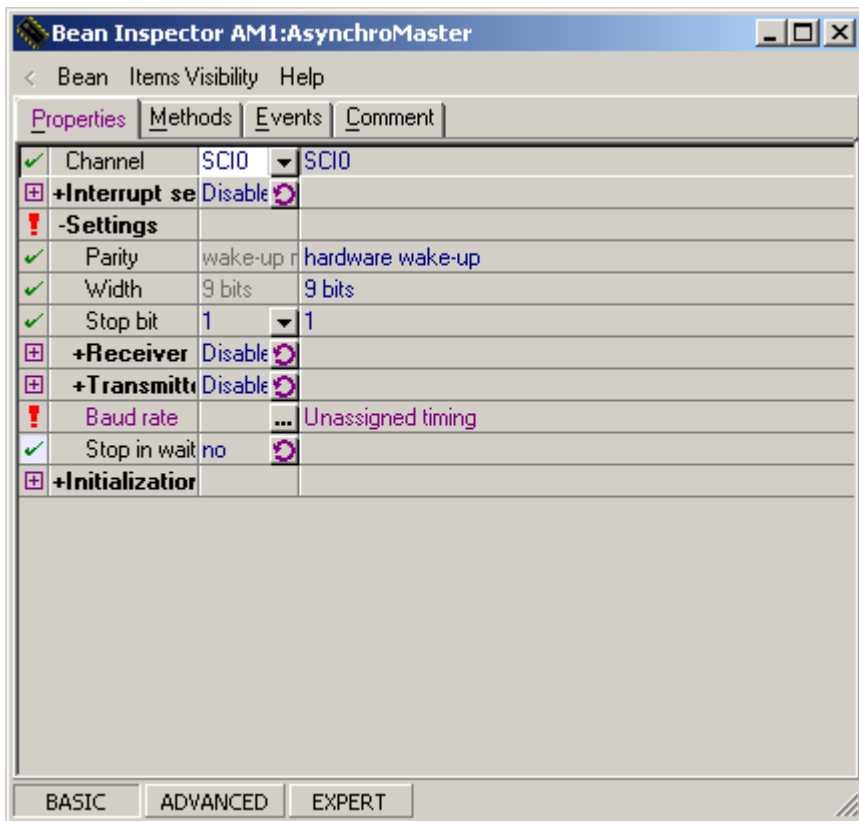 Bean Inspector AM1:AsynchroMaster
< Bean Items Visibility Help
Properties Methods Events Comment
Channel SCI0 SCI0
+Interrupt se Disable
-Settings
Parity wake-up r hardware wake-up
Width 9 bits 9 bits
Stop bit 1 1
+Receiver Disable
+Transmitte Disable
Baud rate ... Unassigned timing
Stop in wait no
+Initialization
BASIC ADVANCED EXPERT